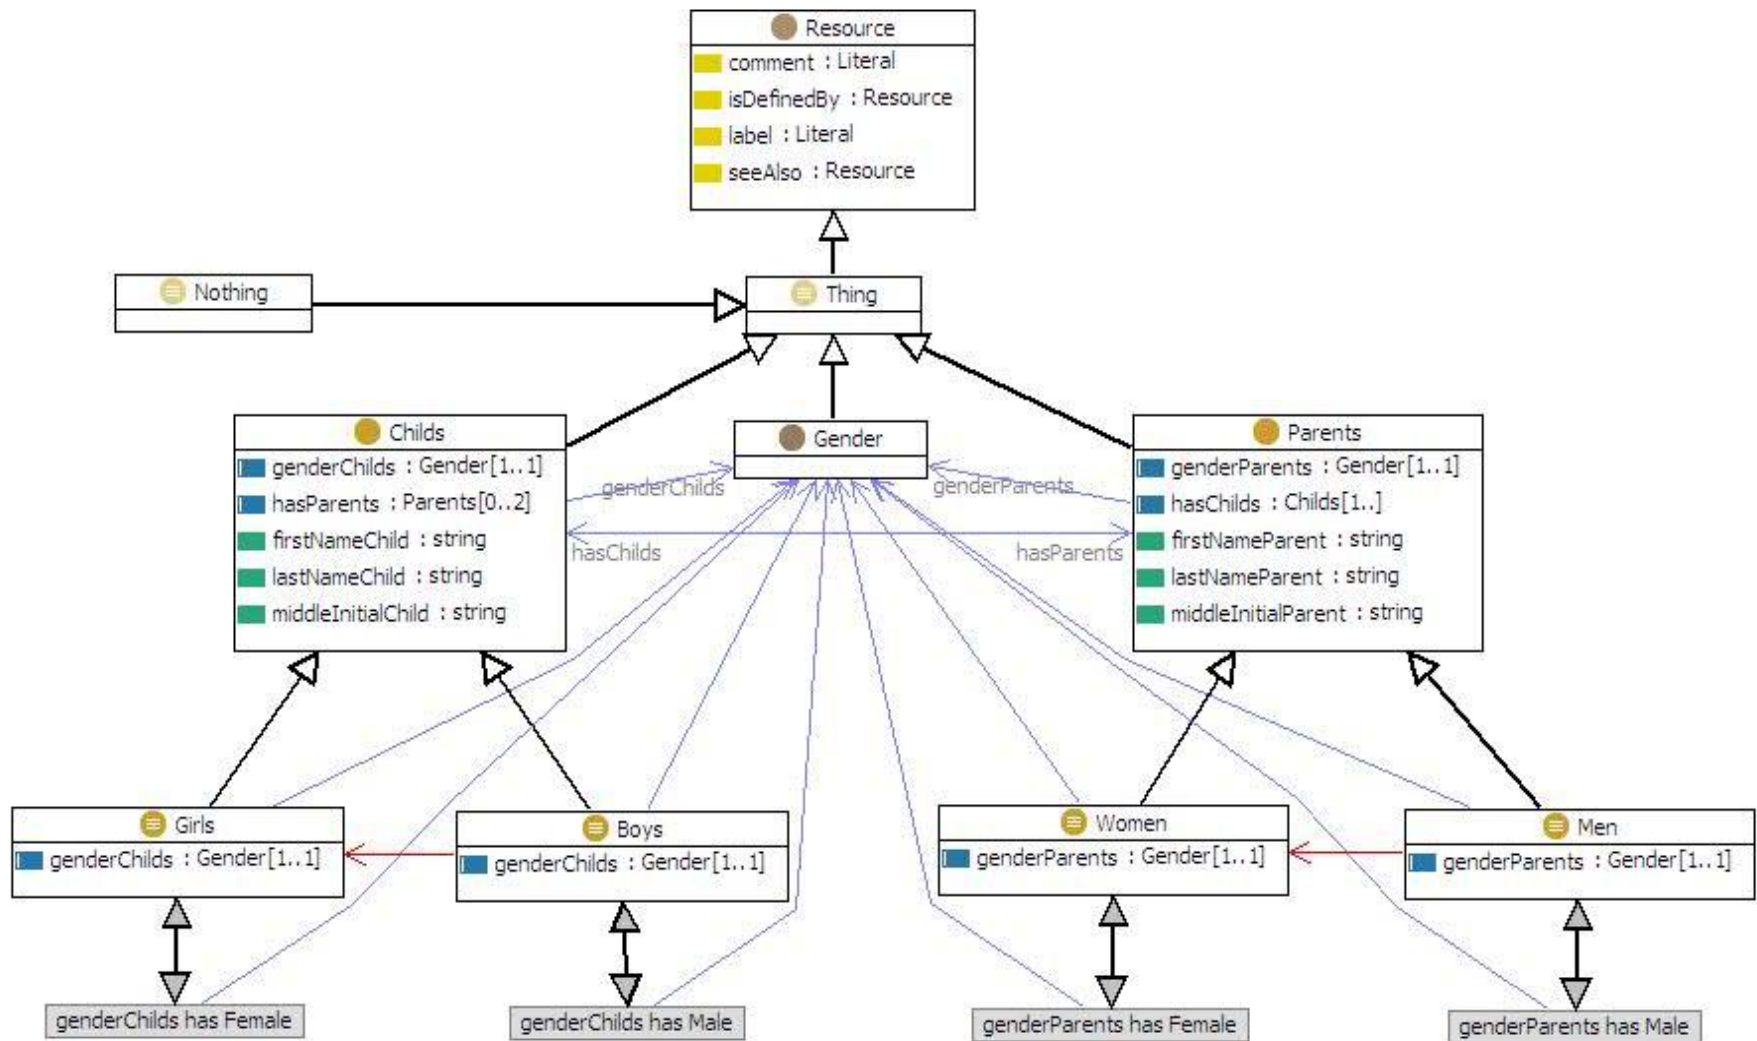 Resource
comment : Literal
isDefinedBy : Resource
label : Literal
seeAlso : Resource
Nothing
Thing
Childs
genderChilds : Gender[1..1]
hasParents : Parents[0..2]
firstNameChild : string
lastNameChild : string
middleInitialChild : string
Gender
genderChilds
genderParents
hasChilds
hasParents
Parents
genderParents : Gender[1..1]
hasChilds : Childs[1..]
firstNameParent : string
lastNameParent : string
middleInitialParent : string
Girls
genderChilds : Gender[1..1]
Boys
genderChilds : Gender[1..1]
Women
genderParents : Gender[1..1]
Men
genderParents : Gender[1..1]
genderChilds has Female
genderChilds has Male
genderParents has Female
genderParents has Male